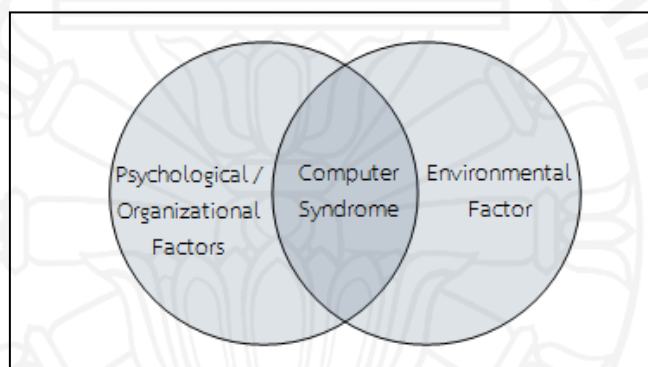 Psychological /
Organizational
Factors
Computer
Syndrome
Environmental
Factor